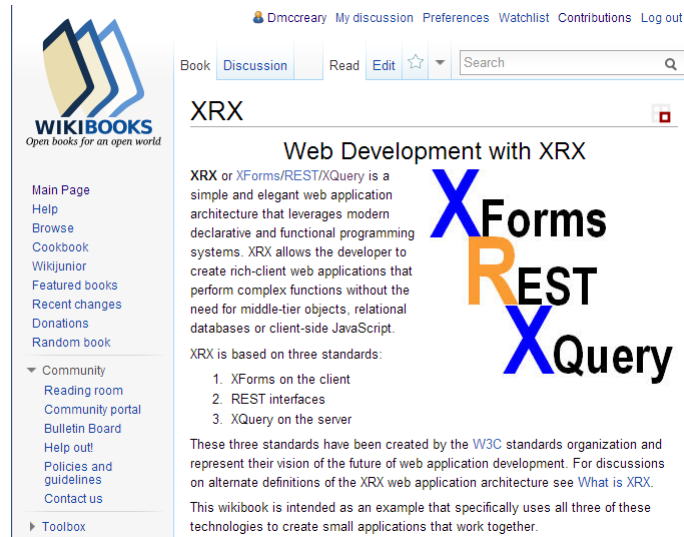 Dmccreary My discussion Preferences Watchlist Contributions Log out
Book Discussion Read Edit Search
WIKIBOOKS
Open books for an open world
Main Page
Help
Browse
Cookbook
Wikijunior
Featured books
Recent changes
Donations
Random book
Community
Reading room
Community portal
Bulletin Board
Help out!
Policies and
guidelines
Contact us
Toolbox
XRX
Web Development with XRX
XRX or XForms/REST/XQuery is a
simple and elegant web application
architecture that leverages modern
declarative and functional programming
systems. XRX allows the developer to
create rich-client web applications that
perform complex functions without the
need for middle-tier objects, relational
databases or client-side JavaScript.
XForms
REST
XQuery
XRX is based on three standards:
1. XForms on the client
2. REST interfaces
3. XQuery on the server
These three standards have been created by the W3C standards organization and
represent their vision of the future of web application development. For discussions
on alternate definitions of the XRX web application architecture see What is XRX.
This wikibook is intended as an example that specifically uses all three of these
technologies to create small applications that work together.